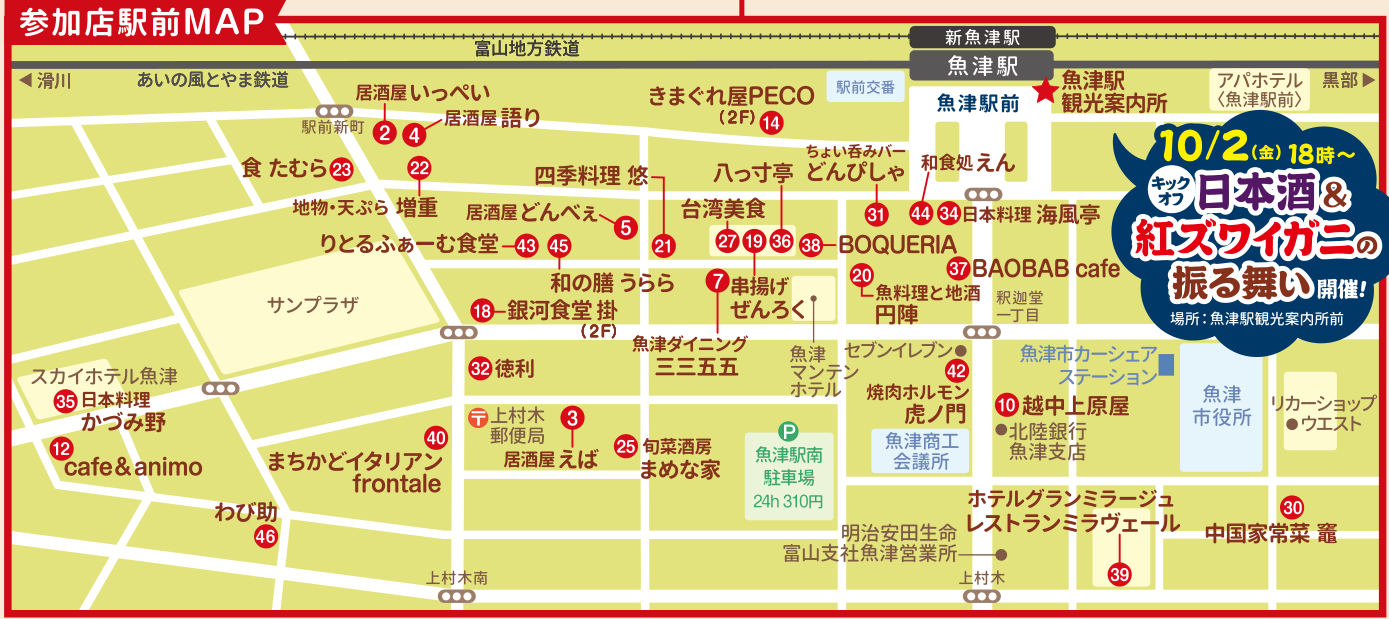 参加店駅前MAP
富山地方鉄道
新魚津駅
魚津駅
◀ 滑川
あいの風とやま鉄道
駅前交番
魚津駅前
魚津駅
観光案内所
アパホテル
〈魚津駅前〉
黒部 ▶
居酒屋 いっぺい
2
4
居酒屋 語り
駅前新町
きまぐれ屋PECO
(2F) 14
10/2(金) 18時〜
キック
オフ
日本酒&
紅ズワイガニの
振る舞い 開催!
場所:魚津駅観光案内所前
食 たむら 23
22
地物・天ぷら 増重
四季料理 悠
21
居酒屋 どんべぇ
5
八っ寸亭
36
ちょい呑みバー
どんぴしゃ
31
和食処 えん
44
34 日本料理 海風亭
台湾美食
27
19
38 BOQUERIA
りとるふぁーむ食堂 43
45
和の膳 うらら
37 BAOBAB cafe
20
魚料理と地酒
円陣
7
串揚げ
ぜんろく
釈迦堂
一丁目
サンプラザ
18 銀河食堂 掛
(2F)
魚津ダイニング
三三五五
魚津
マンテン
ホテル
セブンイレブン
42
焼肉ホルモン
虎ノ門
魚津市カーシェア
ステーション
魚津
市役所
リカーショップ
ウエスト
32 徳利
スカイホテル魚津
35 日本料理
かづみ野
12
cafe&animo
10 越中上原屋
北陸銀行
魚津支店
〒 上村木
郵便局
3
居酒屋 えば
25 旬菜酒房
まめな家
40
まちかどイタリアン
frontale
P
魚津駅南
駐車場
24h 310円
魚津商工
会議所
わび助
46
ホテルグランミラージュ
レストランミラヴェール
39
30
中国家常菜 竈
明治安田生命
富山支社魚津営業所
上村木南
上村木